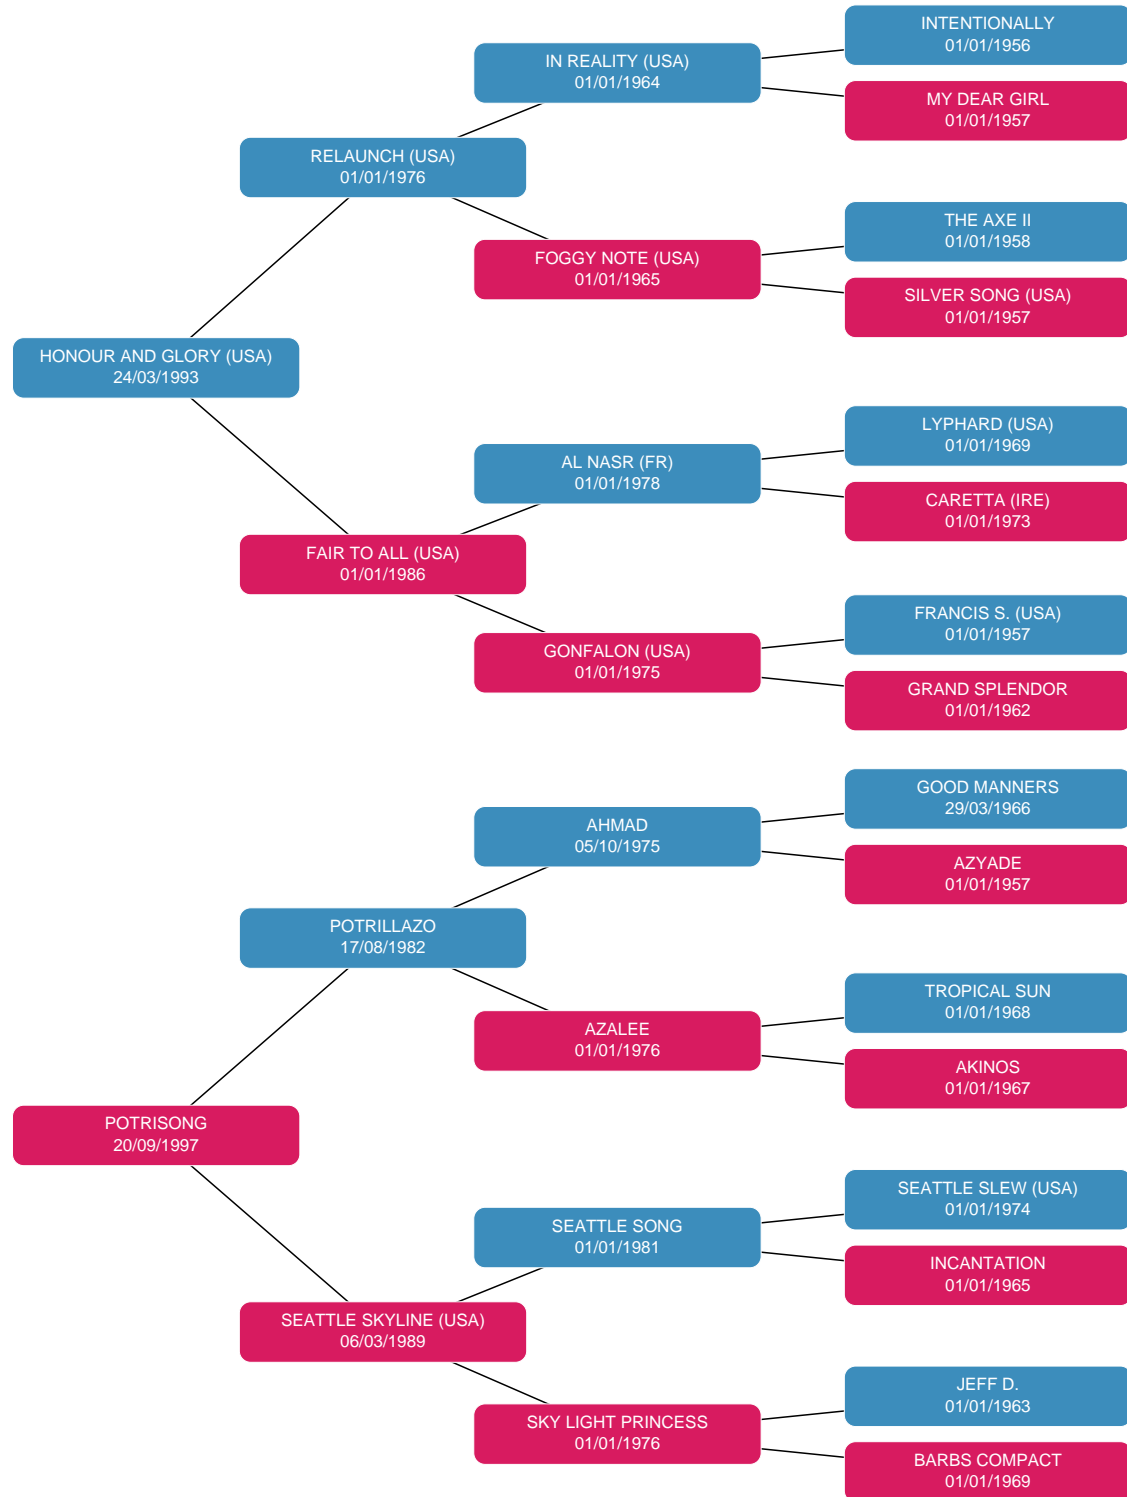 INTENTIONALLY
01/01/1956
IN REALITY (USA)
01/01/1964
MY DEAR GIRL
01/01/1957
RELAUNCH (USA)
01/01/1976
THE AXE II
01/01/1958
FOGGY NOTE (USA)
01/01/1965
SILVER SONG (USA)
01/01/1957
HONOUR AND GLORY (USA)
24/03/1993
LYPHARD (USA)
01/01/1969
AL NASR (FR)
01/01/1978
CARETTA (IRE)
01/01/1973
FAIR TO ALL (USA)
01/01/1986
FRANCIS S. (USA)
01/01/1957
GONFALON (USA)
01/01/1975
GRAND SPLENDOR
01/01/1962
GOOD MANNERS
29/03/1966
AHMAD
05/10/1975
AZYADE
01/01/1957
POTRILLAZO
17/08/1982
TROPICAL SUN
01/01/1968
AZALEE
01/01/1976
AKINOS
01/01/1967
POTRISONG
20/09/1997
SEATTLE SLEW (USA)
01/01/1974
SEATTLE SONG
01/01/1981
INCANTATION
01/01/1965
SEATTLE SKYLINE (USA)
06/03/1989
JEFF D.
01/01/1963
SKY LIGHT PRINCESS
01/01/1976
BARBS COMPACT
01/01/1969